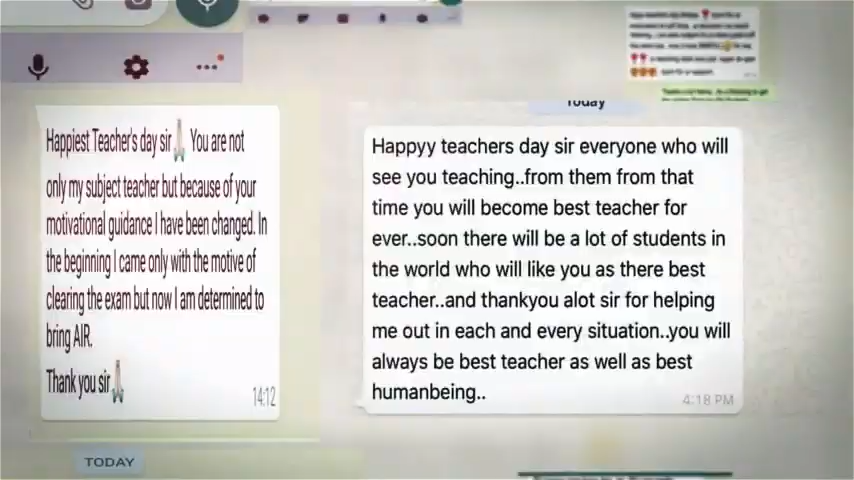 Happiest Teacher's day sir🙏🏻 You are not
only my subject teacher but because of your
motivational guidance I have been changed. In
the beginning I came only with the motive of
clearing the exam but now I am determined to
bring AIR.
Thank you sir🙏🏻
14:12
TODAY
Today
Happyy teachers day sir everyone who will
see you teaching..from them from that
time you will become best teacher for
ever..soon there will be a lot of students in
the world who will like you as there best
teacher..and thankyou alot sir for helping
me out in each and every situation..you will
always be best teacher as well as best
humanbeing..
4:18 PM